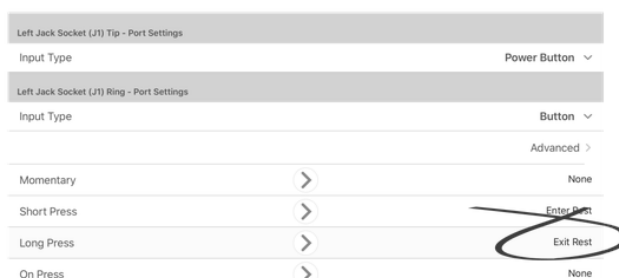 Left Jack Socket (J1) Tip - Port Settings
Input Type Power Button
Left Jack Socket (J1) Ring - Port Settings
Input Type Button
Advanced
Momentary None
Short Press Enter Rest
Long Press Exit Rest
On Press None